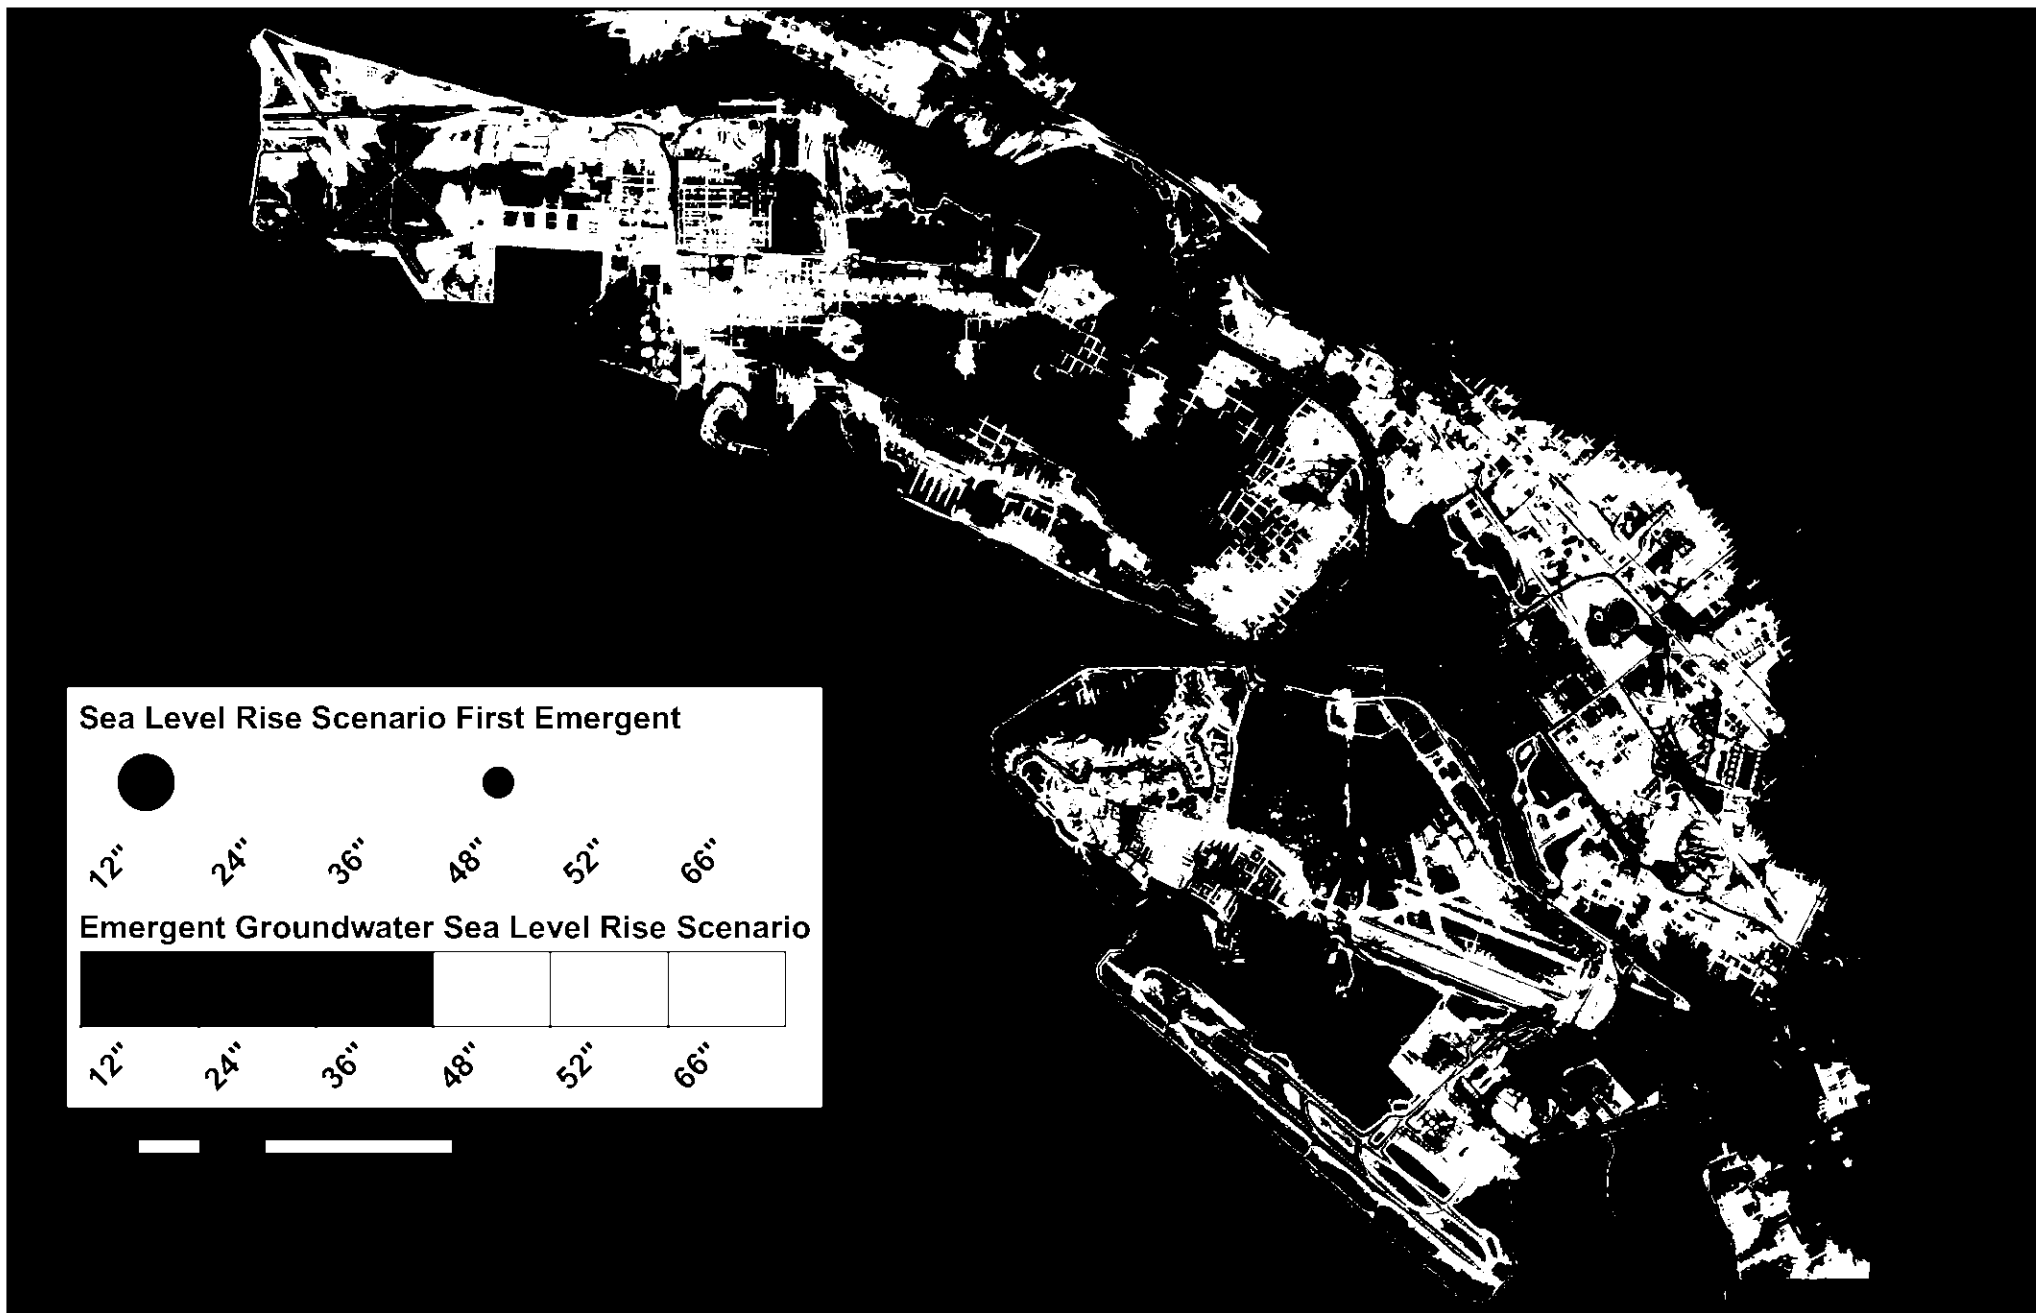 Sea Level Rise Scenario First Emergent
12" 24" 36" 48" 52" 66"
Emergent Groundwater Sea Level Rise Scenario
12" 24" 36" 48" 52" 66"